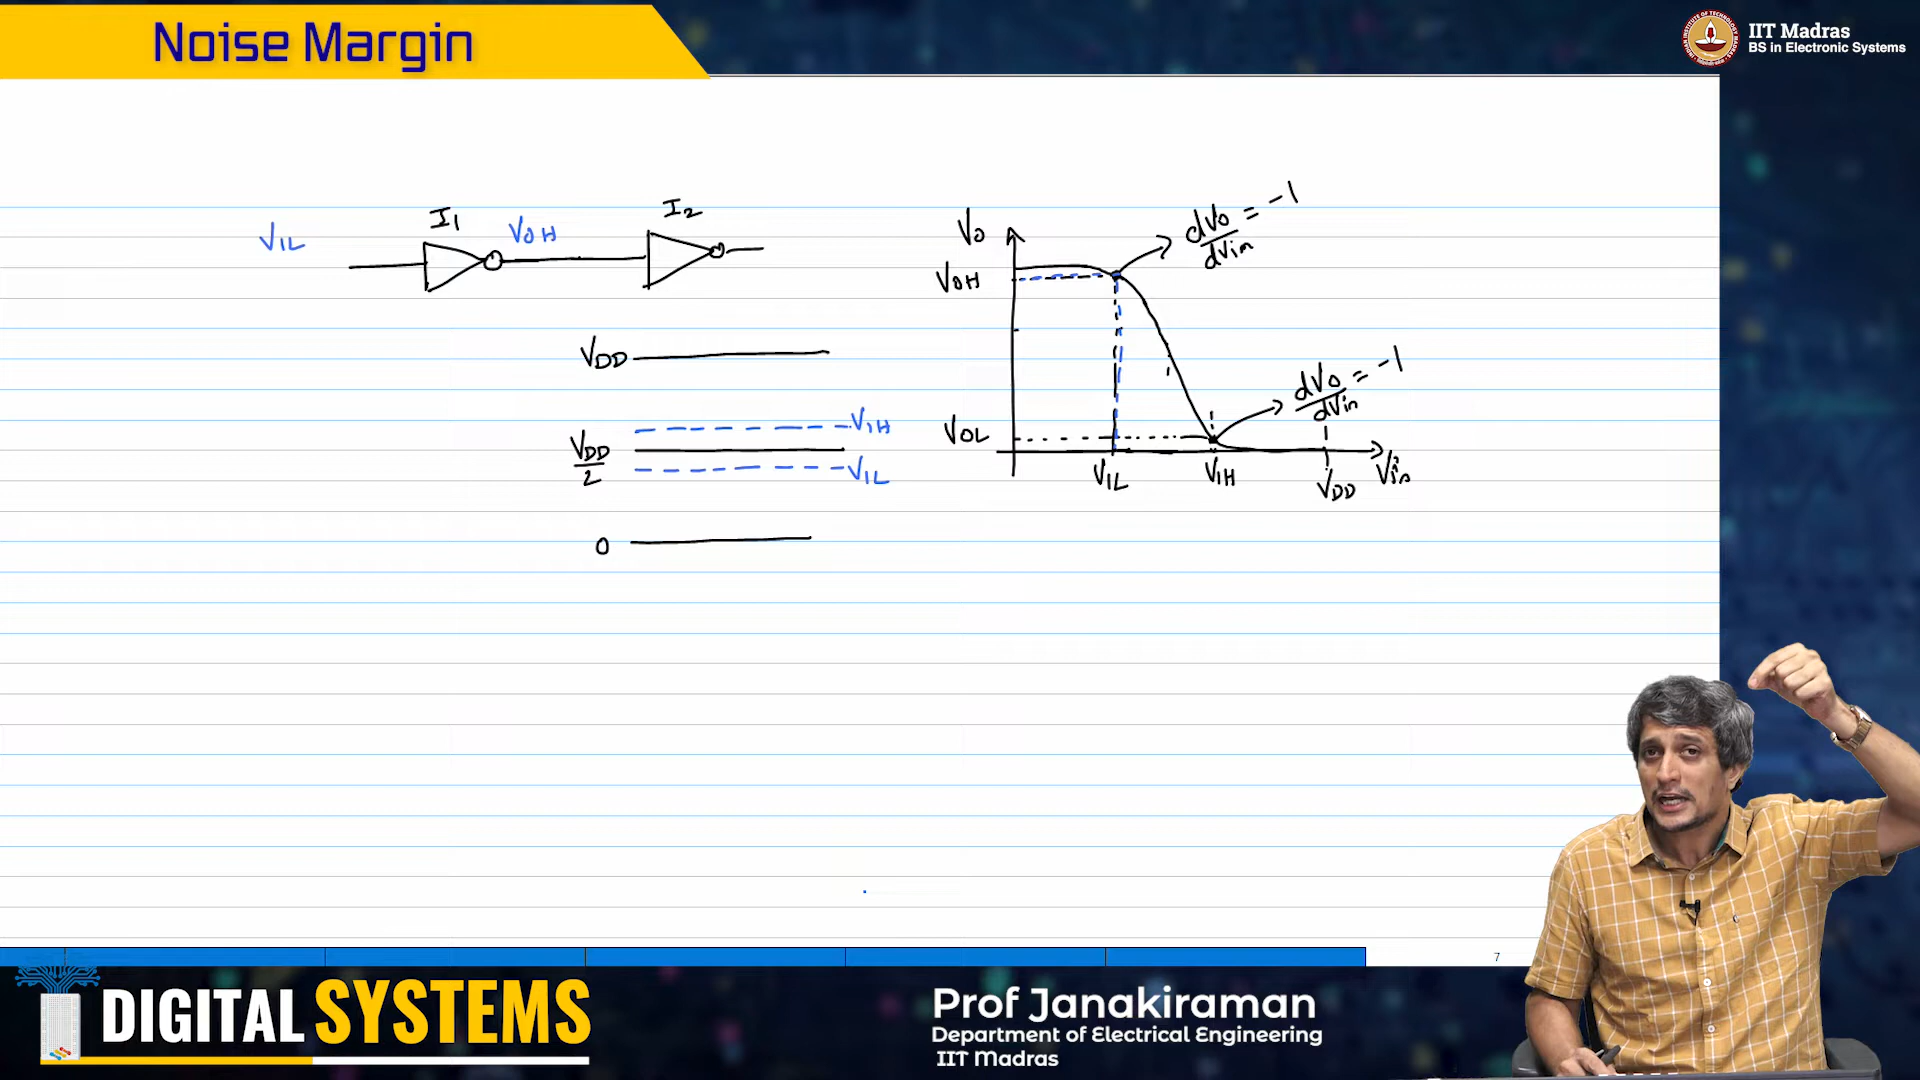 Noise Margin
IIT Madras
BS in Electronic Systems
I1
I2
VIL
VOH
VDD
VIH
VDD/2
VIL
0
Vo
VOH
dVo/dVin = -1
VOL
dVo/dVin = -1
VIL
VIH
VDD
Vin
7
DIGITAL SYSTEMS
Prof Janakiraman
Department of Electrical Engineering
IIT Madras